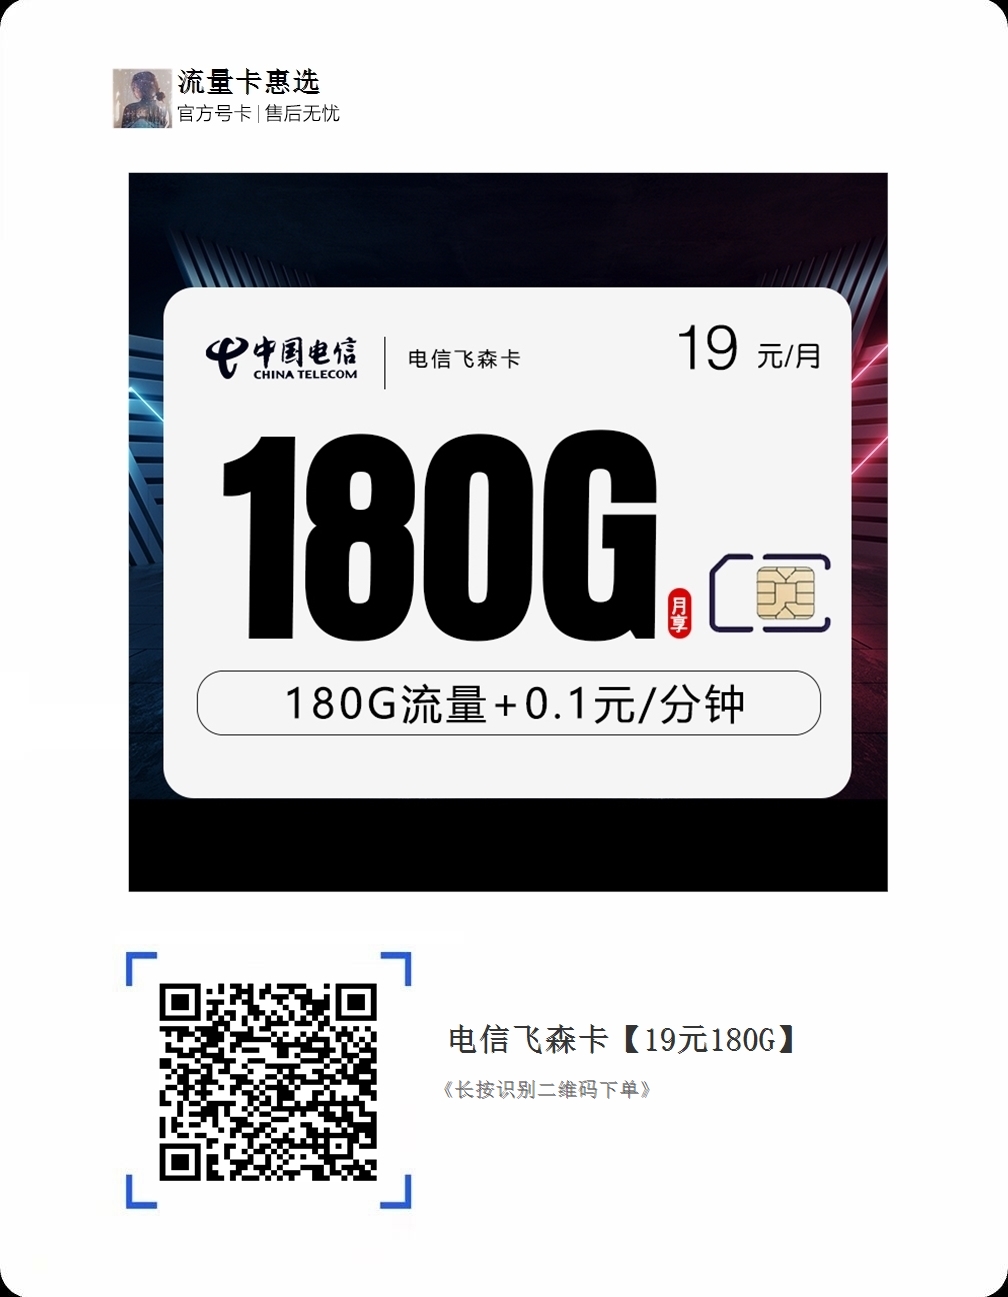 流量卡惠选
官方号卡|售后无忧
中国电信
CHINA TELECOM
电信飞森卡
19 元/月
180G
月享
180G流量+0.1元/分钟
电信飞森卡【19元180G】
《长按识别二维码下单》